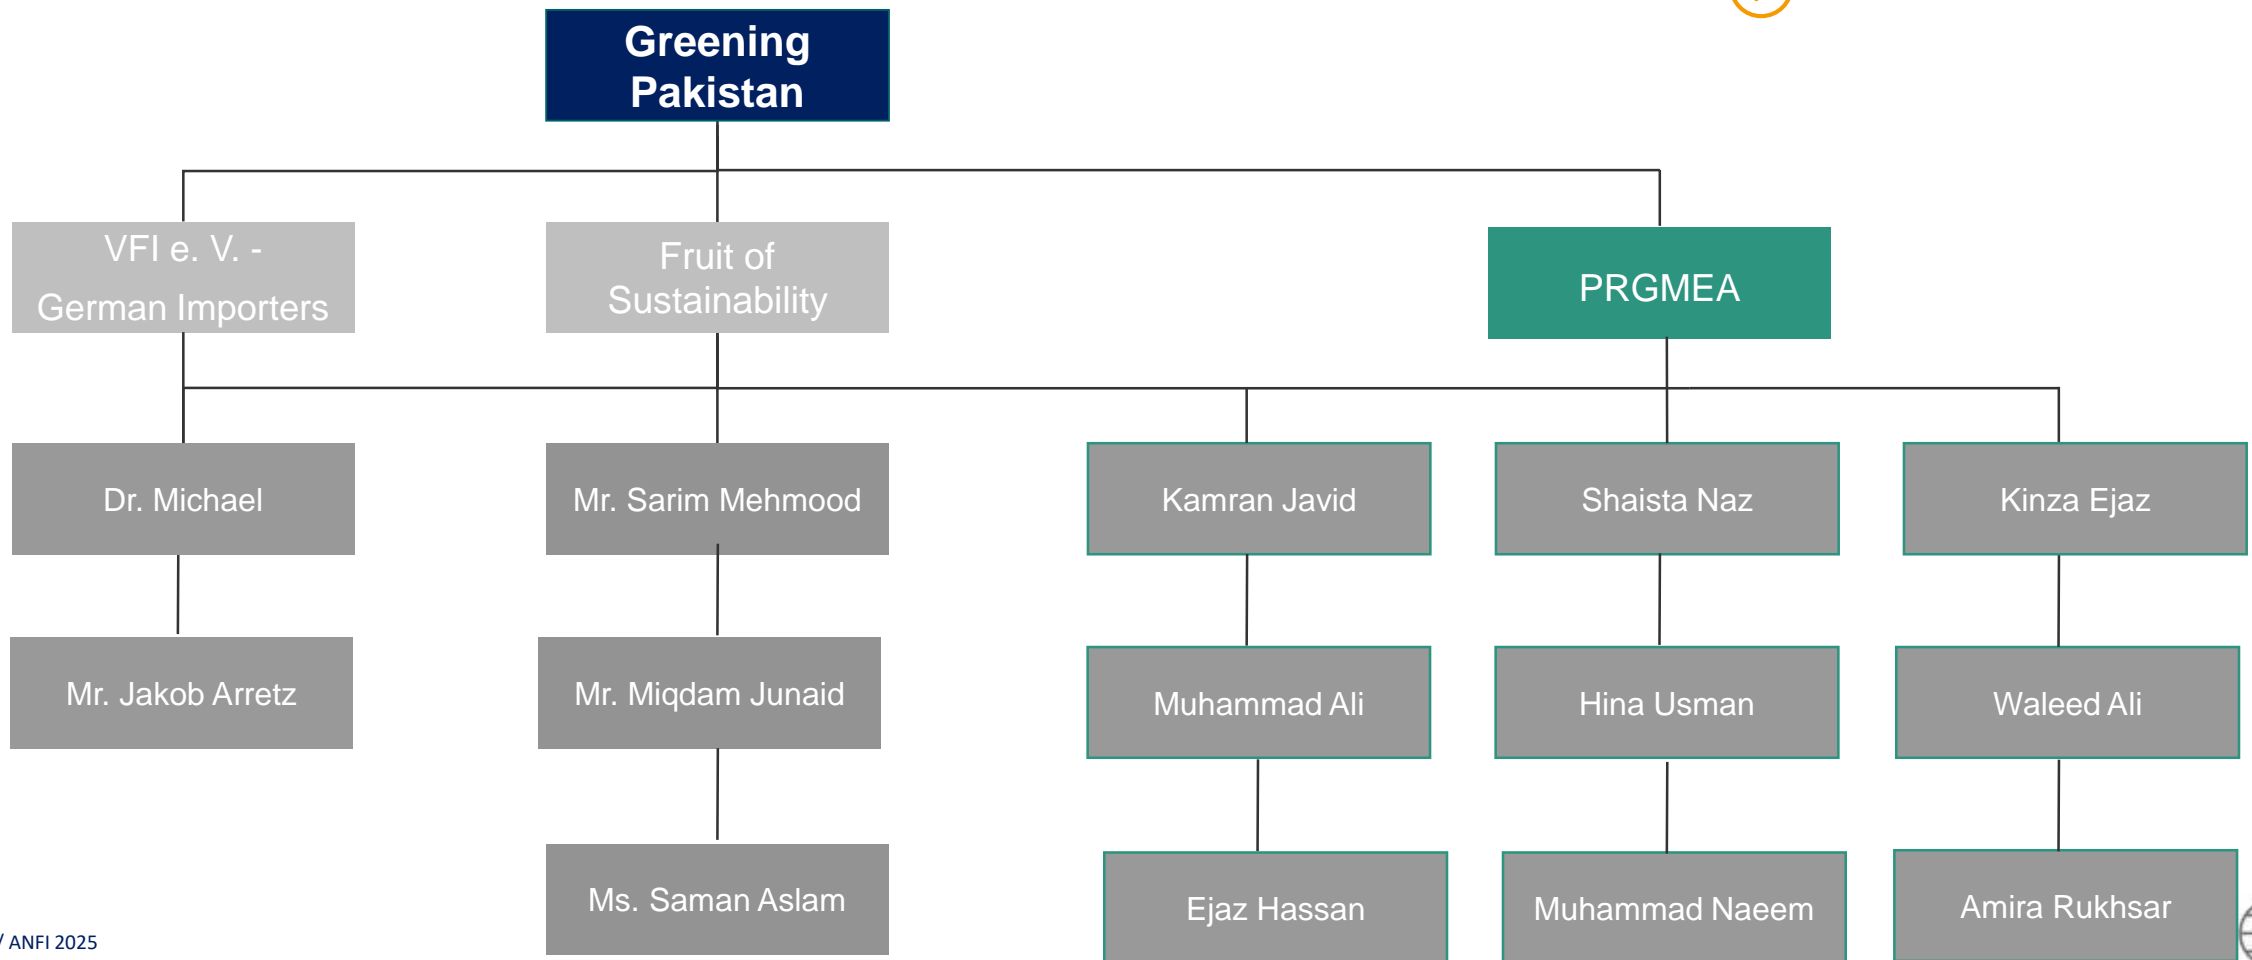 Greening
Pakistan
VFI e. V. -
German Importers
Fruit of
Sustainability
PRGMEA
Dr. Michael
Mr. Sarim Mehmood
Kamran Javid
Shaista Naz
Kinza Ejaz
Mr. Jakob Arretz
Mr. Miqdam Junaid
Muhammad Ali
Hina Usman
Waleed Ali
Ms. Saman Aslam
Ejaz Hassan
Muhammad Naeem
Amira Rukhsar
/ ANFI 2025